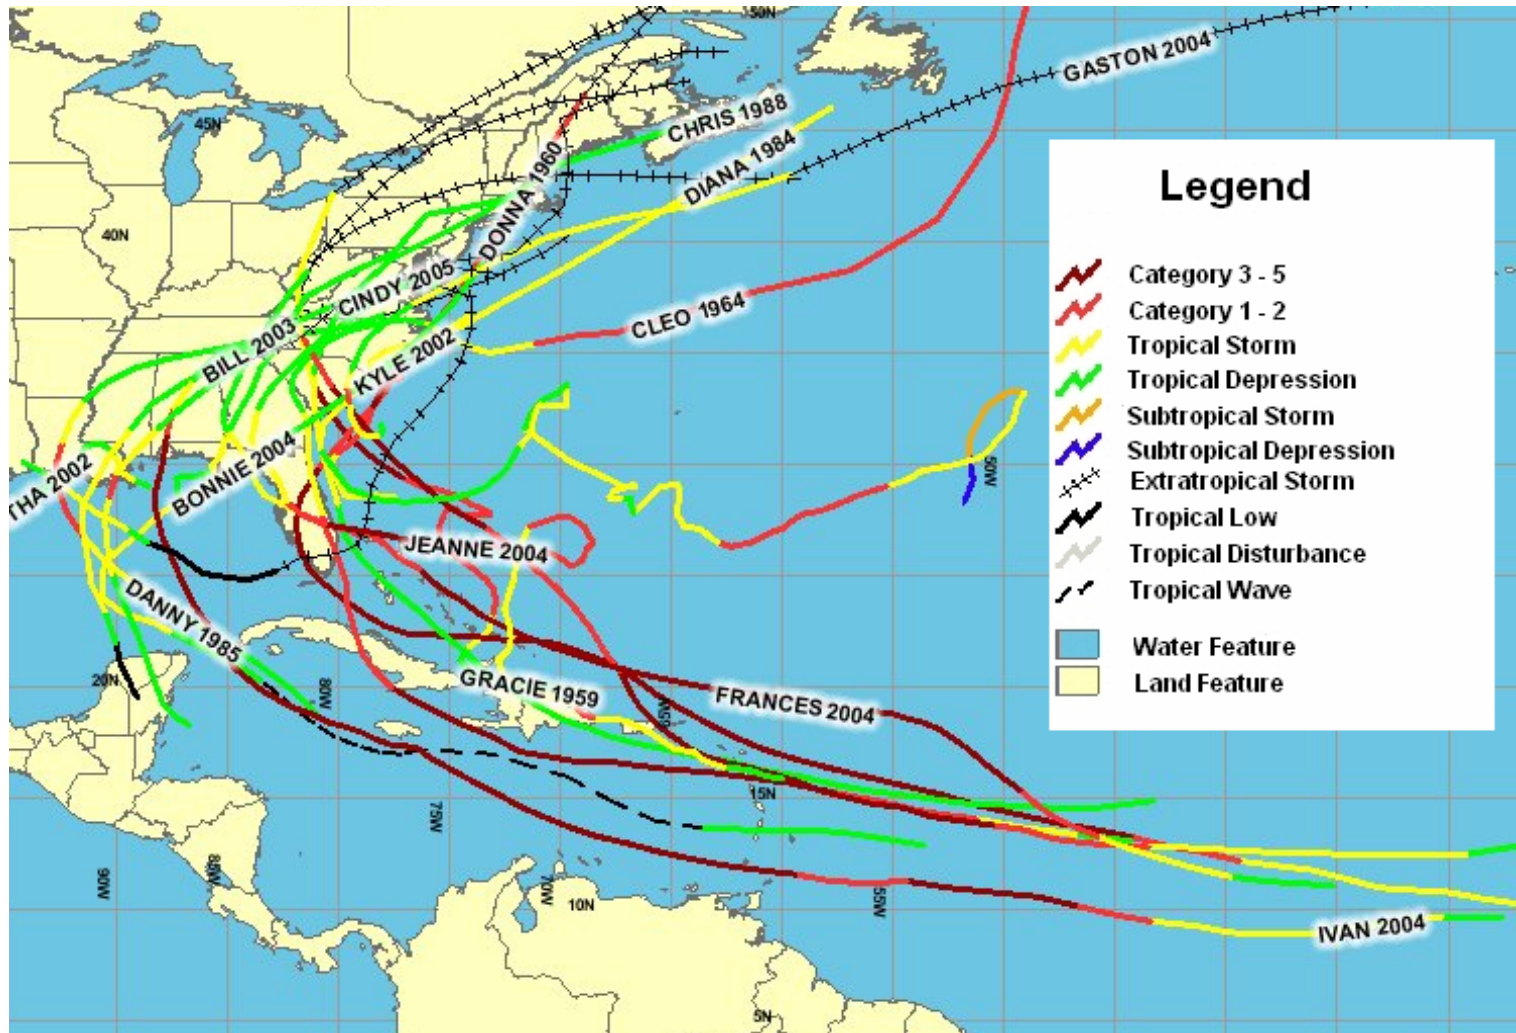 50N
GASTON 2004
45N
CHRIS 1988
DIANA 1984
DONNA 1960
40N
CINDY 2005
CLEO 1964
BILL 2003
KYLE 2002
BONNIE 2004
THA 2002
50W
JEANNE 2004
DANNY 1985
20N
80W
GRACIE 1959
65W
FRANCES 2004
15N
75W
90W
85W
70W
10N
55W
IVAN 2004
5N
Legend
Category 3 - 5
Category 1 - 2
Tropical Storm
Tropical Depression
Subtropical Storm
Subtropical Depression
Extratropical Storm
Tropical Low
Tropical Disturbance
Tropical Wave
Water Feature
Land Feature